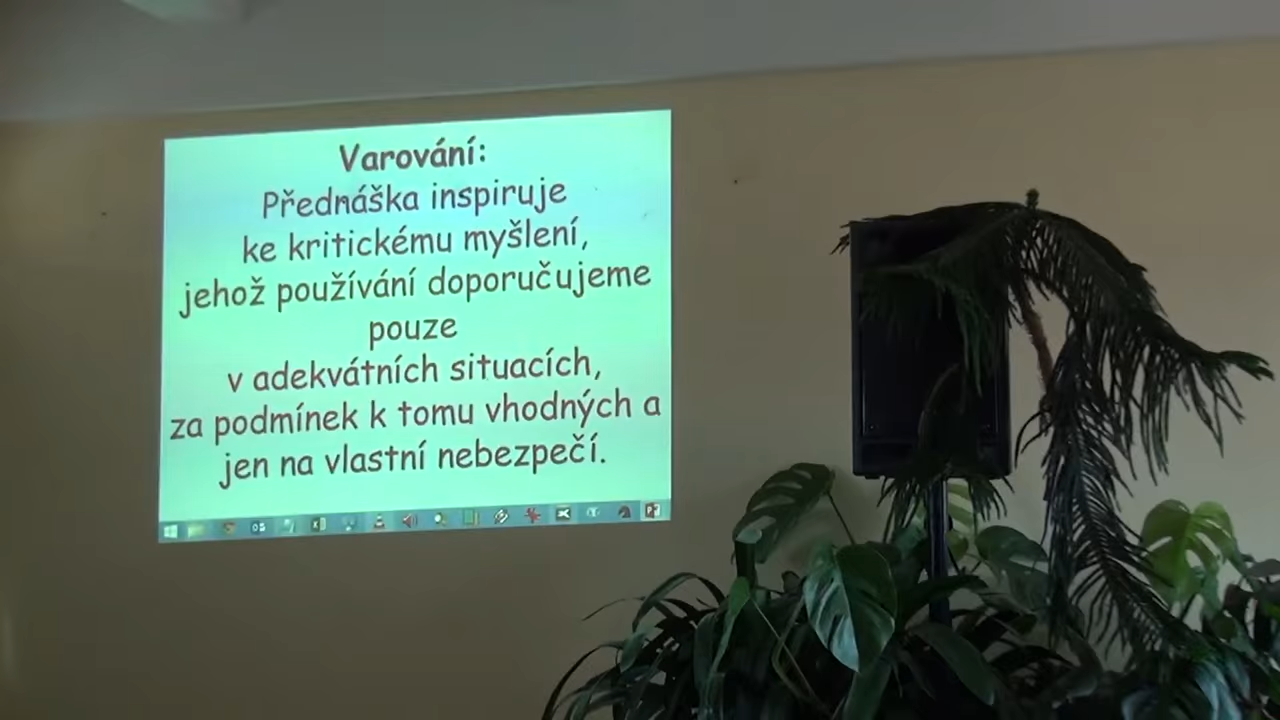 Varování:
Přednáška inspiruje
ke kritickému myšlení,
jehož používání doporučujeme
pouze
v adekvátních situacích,
za podmínek k tomu vhodných a
jen na vlastní nebezpečí.